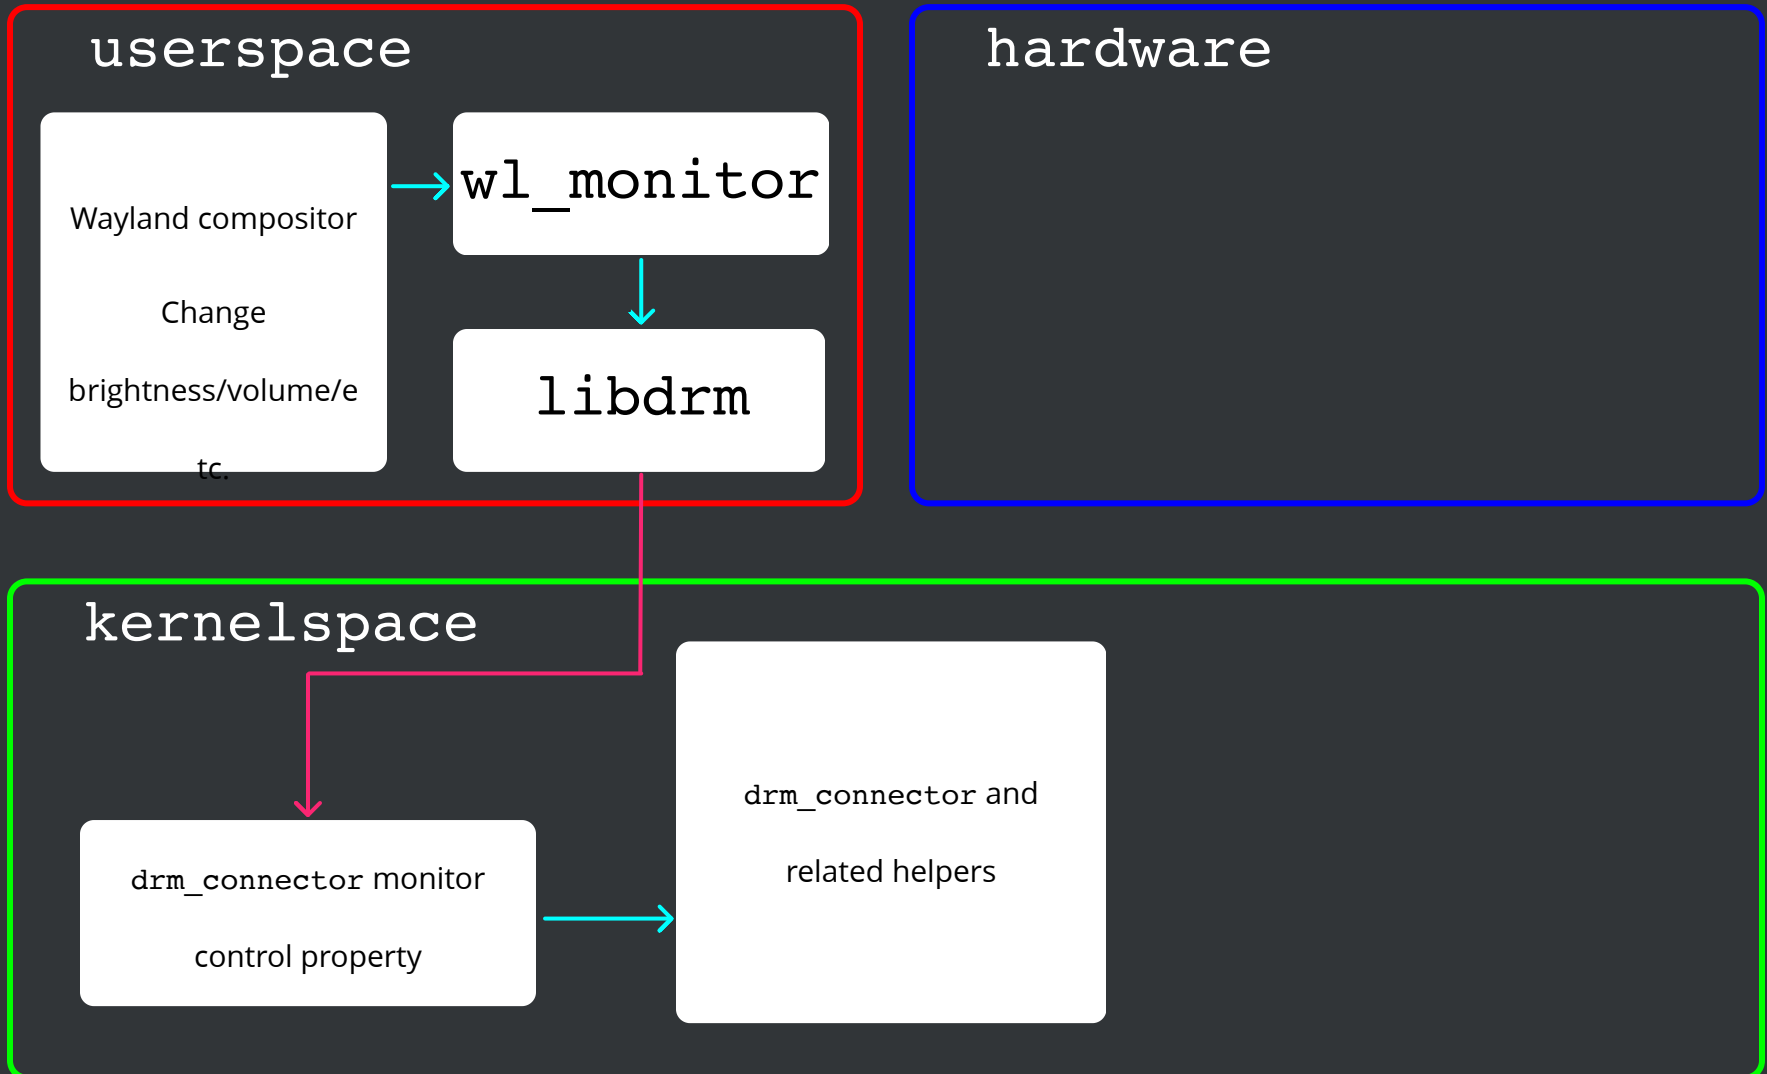 userspace
hardware
Wayland compositor
Change
brightness/volume/e
tc.
wl_monitor
libdrm
kernelspace
drm_connector monitor
control property
drm_connector and
related helpers